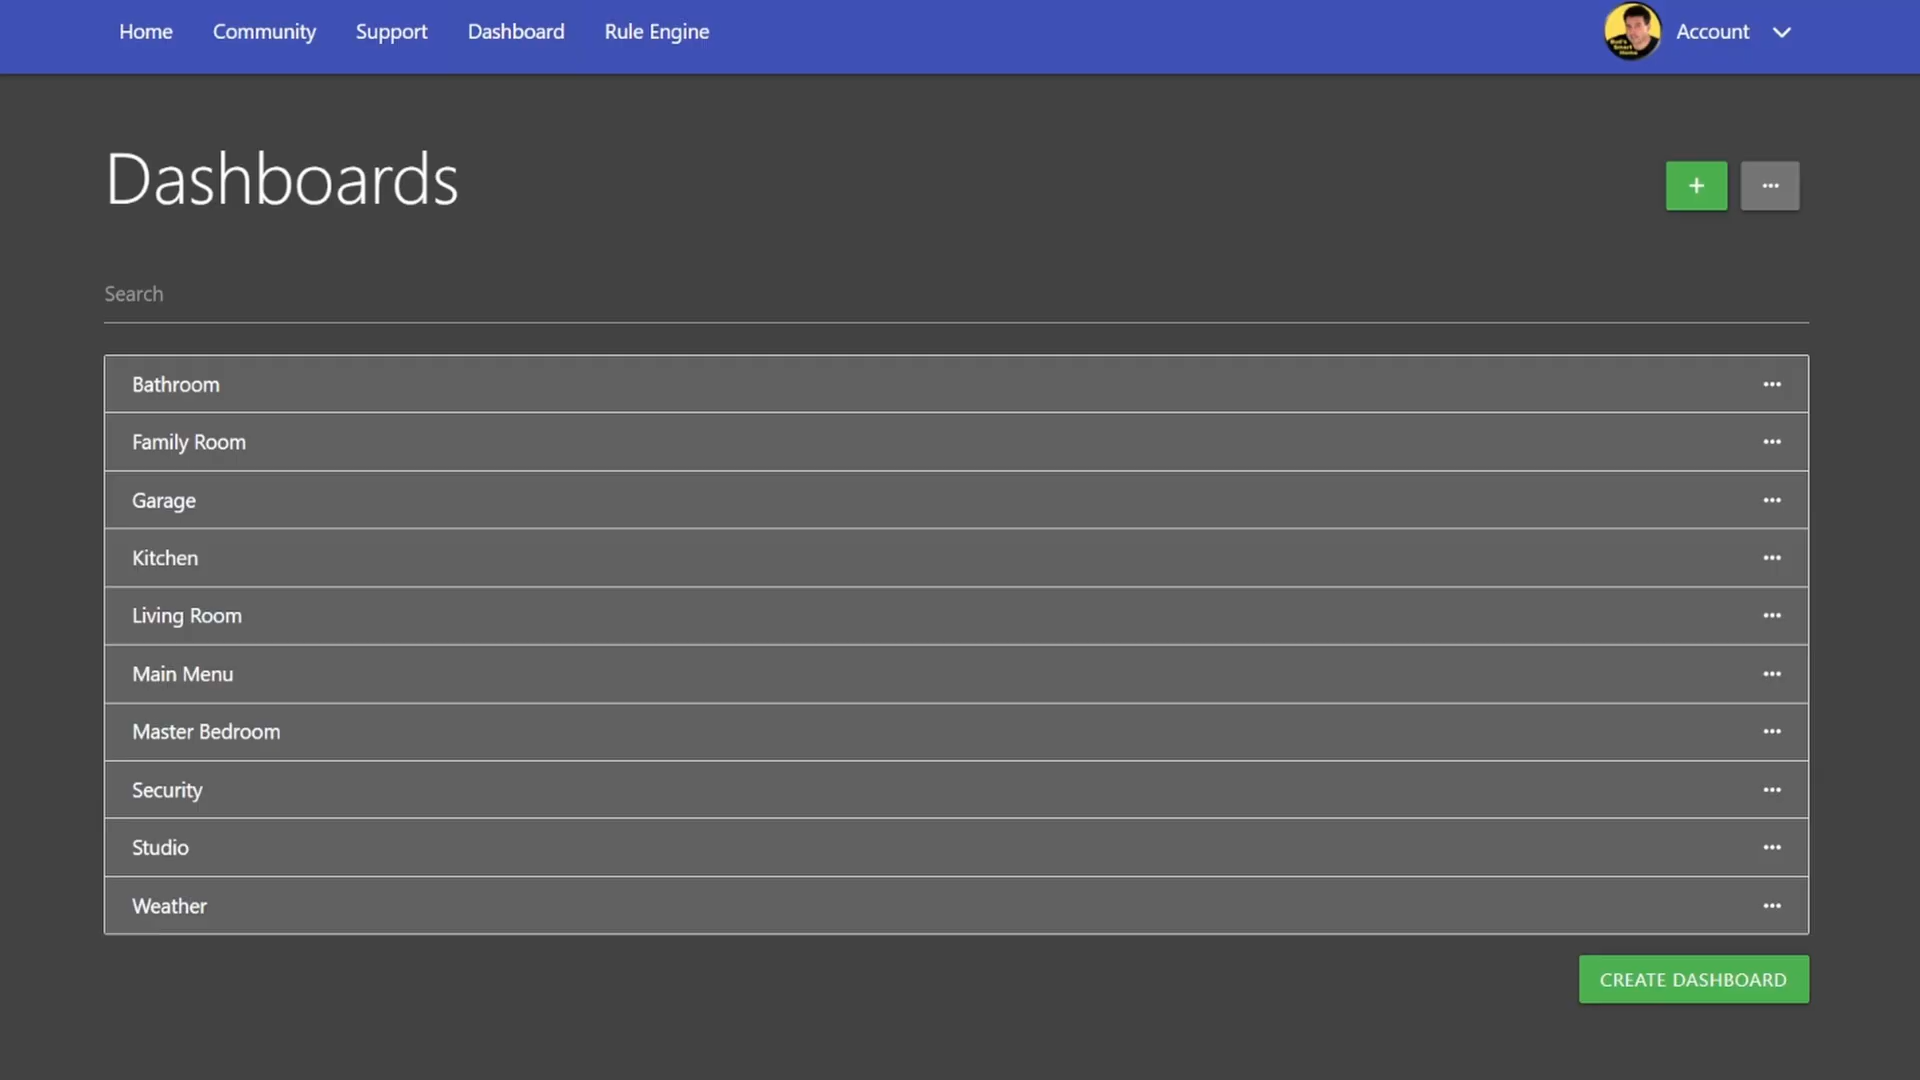 Home Community Support Dashboard Rule Engine Account
Dashboards
Search
Bathroom
Family Room
Garage
Kitchen
Living Room
Main Menu
Master Bedroom
Security
Studio
Weather
CREATE DASHBOARD